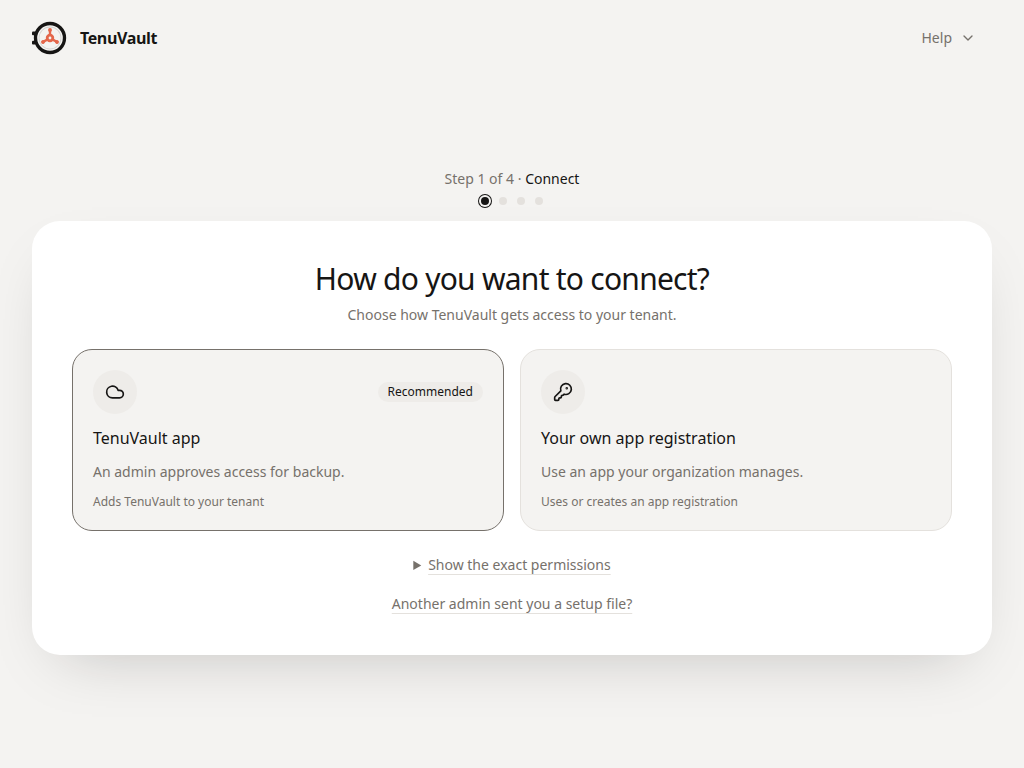 TenuVault
Help
Step 1 of 4 · Connect
How do you want to connect?
Choose how TenuVault gets access to your tenant.
Recommended
TenuVault app
An admin approves access for backup.
Adds TenuVault to your tenant
Your own app registration
Use an app your organization manages.
Uses or creates an app registration
Show the exact permissions
Another admin sent you a setup file?